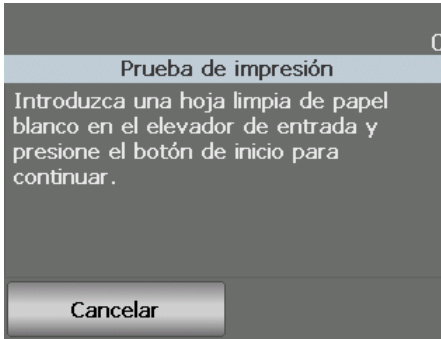 Prueba de impresión
Introduzca una hoja limpia de papel
blanco en el elevador de entrada y
presione el botón de inicio para
continuar.
Cancelar